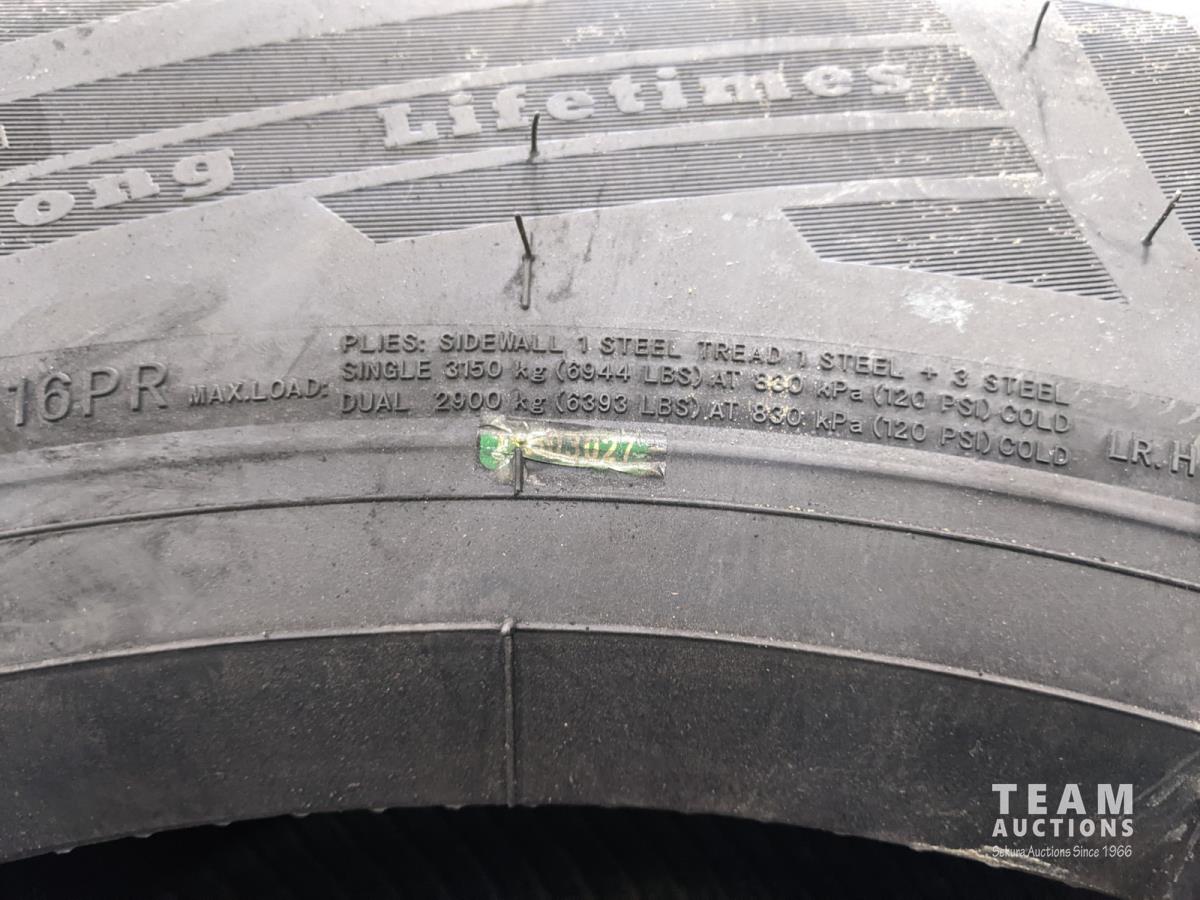 Long Lifetimes
16PR MAX.LOAD:
PLIES: SIDEWALL 1 STEEL TREAD 1 STEEL + 3 STEEL
SINGLE 3150 kg (6944 LBS) AT 830 kPa (120 PSI) COLD
DUAL 2900 kg (6393 LBS) AT 830 kPa (120 PSI) COLD
LR. H
TEAM
AUCTIONS
Sekura Auctions Since 1966